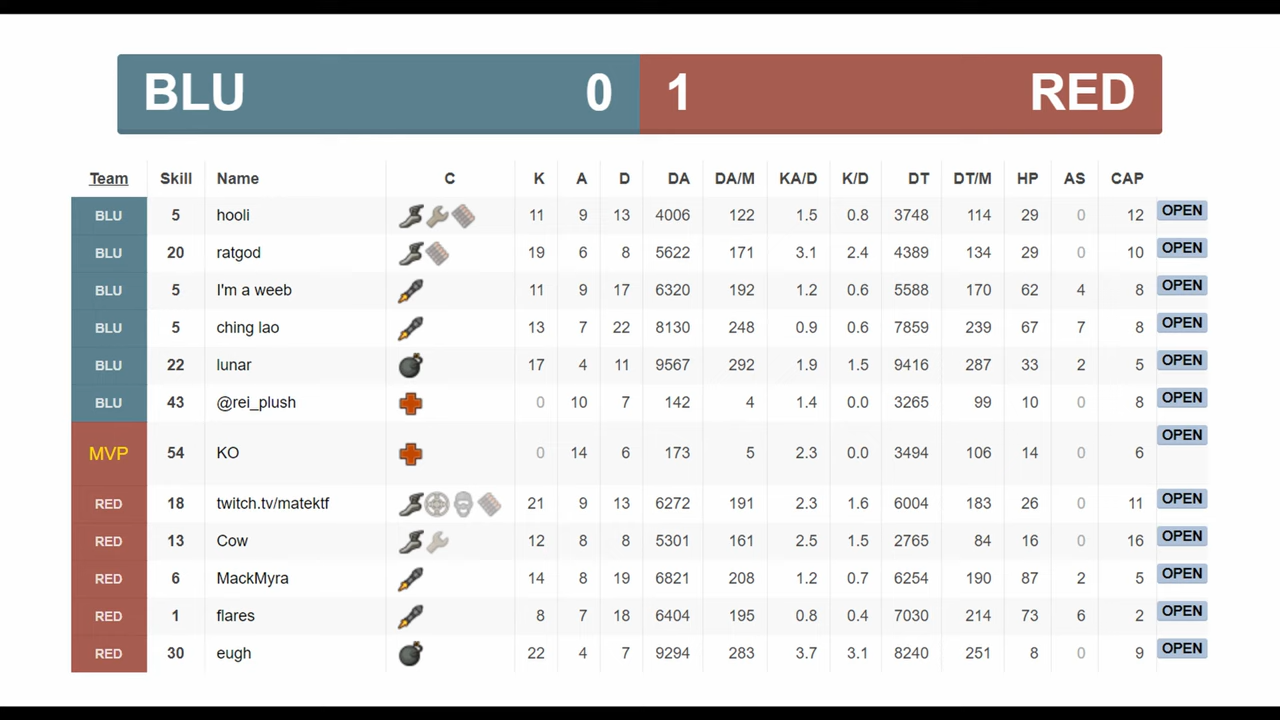 BLU 0 1 RED
Team Skill Name C K A D DA DA/M KA/D K/D DT DT/M HP AS CAP
BLU 5 hooli 11 9 13 4006 122 1.5 0.8 3748 114 29 0 12 OPEN
BLU 20 ratgod 19 6 8 5622 171 3.1 2.4 4389 134 29 0 10 OPEN
BLU 5 I'm a weeb 11 9 17 6320 192 1.2 0.6 5588 170 62 4 8 OPEN
BLU 5 ching lao 13 7 22 8130 248 0.9 0.6 7859 239 67 7 8 OPEN
BLU 22 lunar 17 4 11 9567 292 1.9 1.5 9416 287 33 2 5 OPEN
BLU 43 @rei_plush 0 10 7 142 4 1.4 0.0 3265 99 10 0 8 OPEN
MVP 54 KO 0 14 6 173 5 2.3 0.0 3494 106 14 0 6 OPEN
RED 18 twitch.tv/matektf 21 9 13 6272 191 2.3 1.6 6004 183 26 0 11 OPEN
RED 13 Cow 12 8 8 5301 161 2.5 1.5 2765 84 16 0 16 OPEN
RED 6 MackMyra 14 8 19 6821 208 1.2 0.7 6254 190 87 2 5 OPEN
RED 1 flares 8 7 18 6404 195 0.8 0.4 7030 214 73 6 2 OPEN
RED 30 eugh 22 4 7 9294 283 3.7 3.1 8240 251 8 0 9 OPEN